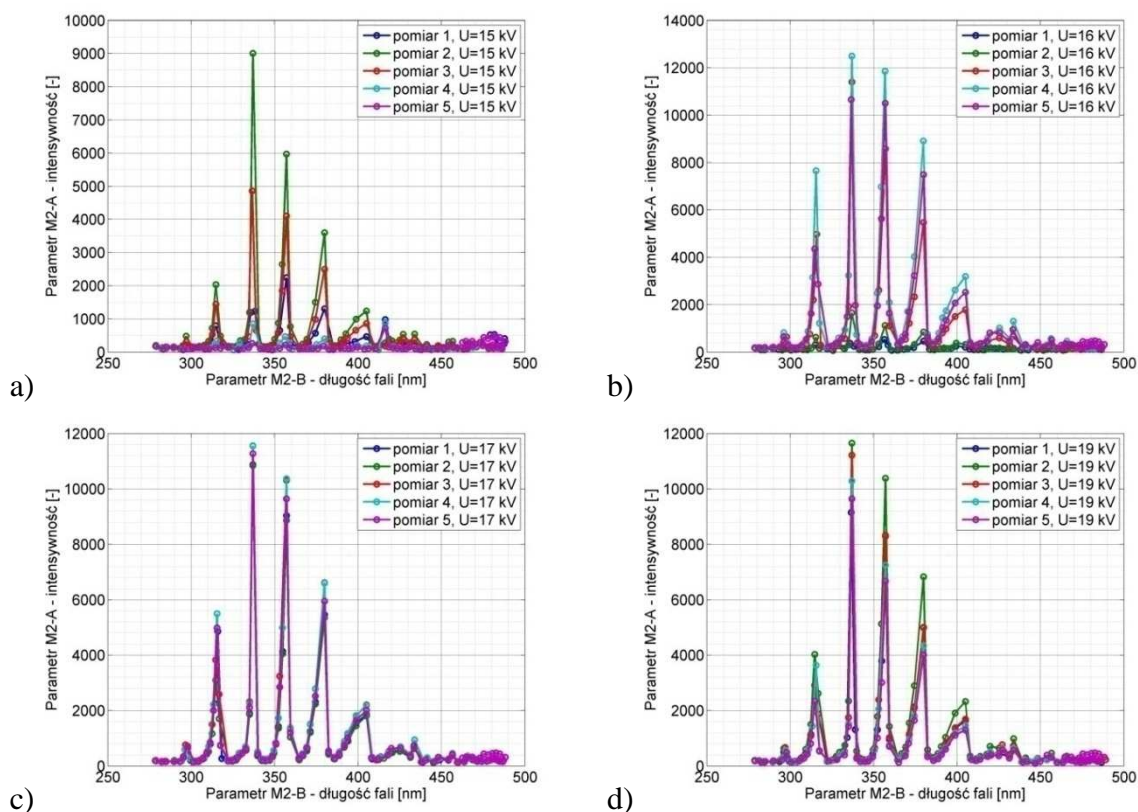 10000
9000
8000
7000
6000
5000
4000
3000
2000
1000
0
250
300
350
400
450
500
Parametr M2-A - intensywność [-]
Parametr M2-B - długość fali [nm]
pomiar 1, U=15 kV
pomiar 2, U=15 kV
pomiar 3, U=15 kV
pomiar 4, U=15 kV
pomiar 5, U=15 kV
a)
14000
12000
10000
8000
6000
4000
2000
0
250
300
350
400
450
500
Parametr M2-A - intensywność [-]
Parametr M2-B - długość fali [nm]
pomiar 1, U=16 kV
pomiar 2, U=16 kV
pomiar 3, U=16 kV
pomiar 4, U=16 kV
pomiar 5, U=16 kV
b)
12000
10000
8000
6000
4000
2000
0
250
300
350
400
450
500
Parametr M2-A - intensywność [-]
Parametr M2-B - długość fali [nm]
pomiar 1, U=17 kV
pomiar 2, U=17 kV
pomiar 3, U=17 kV
pomiar 4, U=17 kV
pomiar 5, U=17 kV
c)
12000
10000
8000
6000
4000
2000
0
250
300
350
400
450
500
Parametr M2-A - intensywność [-]
Parametr M2-B - długość fali [nm]
pomiar 1, U=19 kV
pomiar 2, U=19 kV
pomiar 3, U=19 kV
pomiar 4, U=19 kV
pomiar 5, U=19 kV
d)